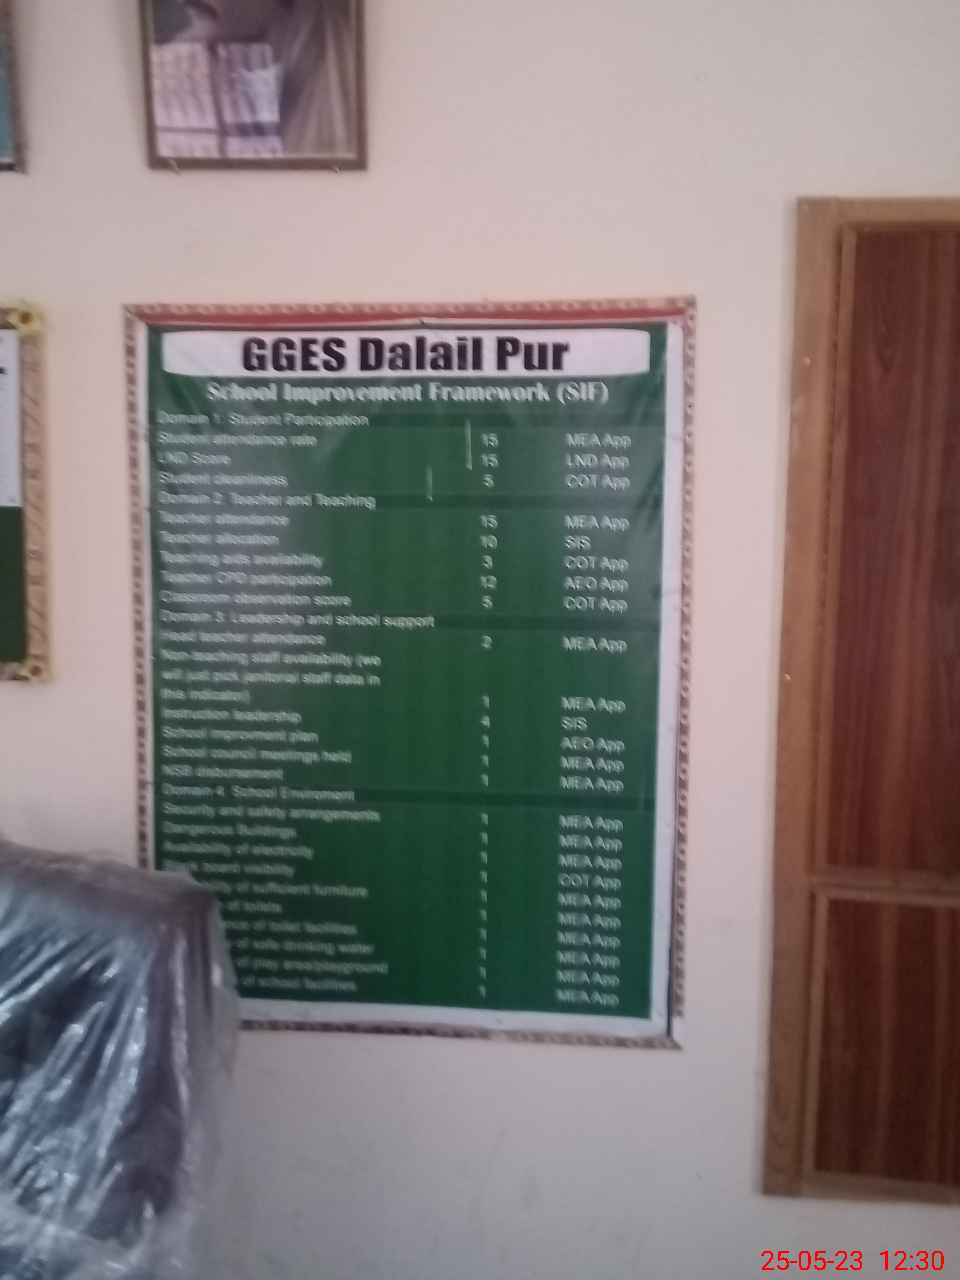 GGES Dalail Pur
School Improvement Framework (SIF)
Domain 1: Student Participation
Student attendance rate 15 MEA App
LND Score 15 LND App
Student cleanliness 5 COT App
Domain 2: Teacher and Teaching
Teacher attendance 15 MEA App
Teacher allocation 10 SIS
Teaching aids availability 3 COT App
Teacher CPD participation 12 AEO App
Classroom observation score 5 COT App
Domain 3: Leadership and school support
Head teacher attendance 2 MEA App
Non-teaching staff availability (we
will just pick janitorial staff data in
this indicator) 1 MEA App
Instruction leadership 4 SIS
School improvement plan 1 AEO App
School council meetings held 1 MEA App
NSB disbursement 1 MEA App
Domain 4: School Enviroment
Security and safety arrangements 1 MEA App
Dangerous Buildings 1 MEA App
Availability of electricity 1 MEA App
board visibility 1 COT App
of sufficient furniture 1 MEA App
of toilets 1 MEA App
of toilet facilities 1 MEA App
of safe drinking water 1 MEA App
of play area/playground 1 MEA App
of school facilities 1 MEA App
25-05-23 12:30